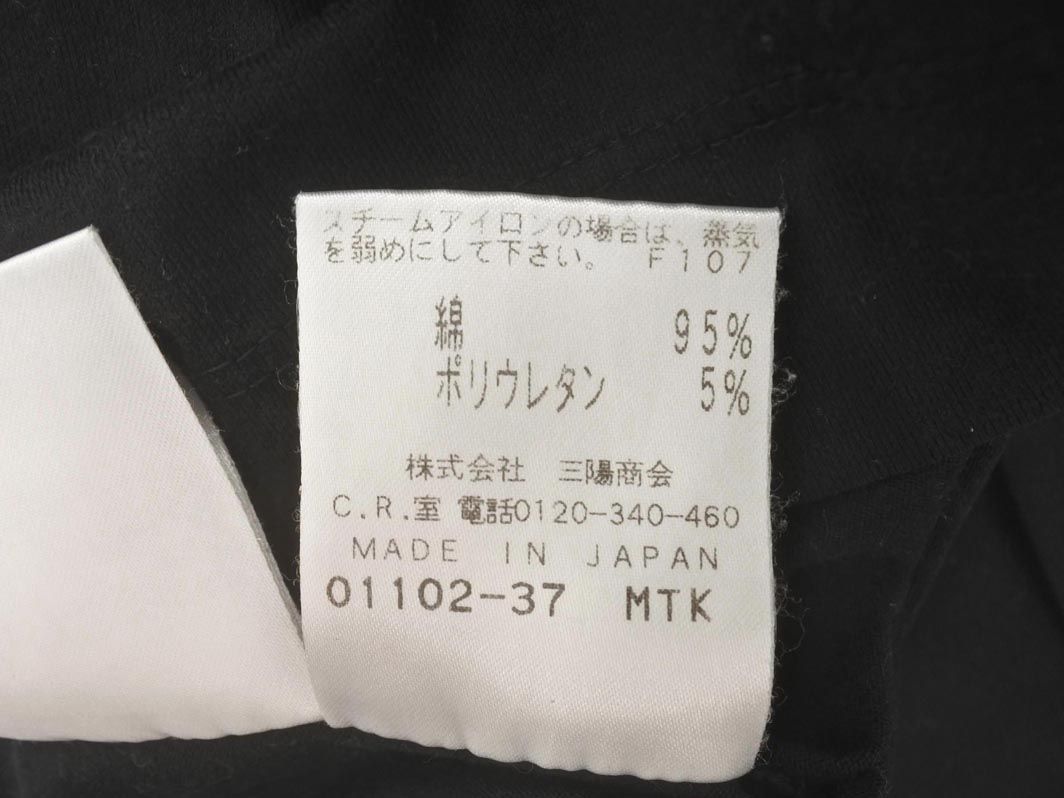 スチームアイロンの場合は、蒸気
を弱めにして下さい。 F107
綿 95%
ポリウレタン 5%
株式会社 三陽商会
C.R.室 電話0120-340-460
MADE IN JAPAN
01102-37 MTK